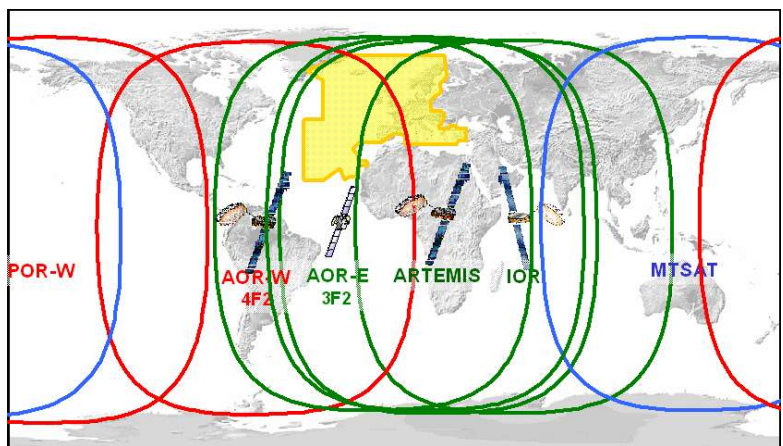 POR-W
AOR-W
4F2
AOR-E
3F2
ARTEMIS
IOR
MTSAT